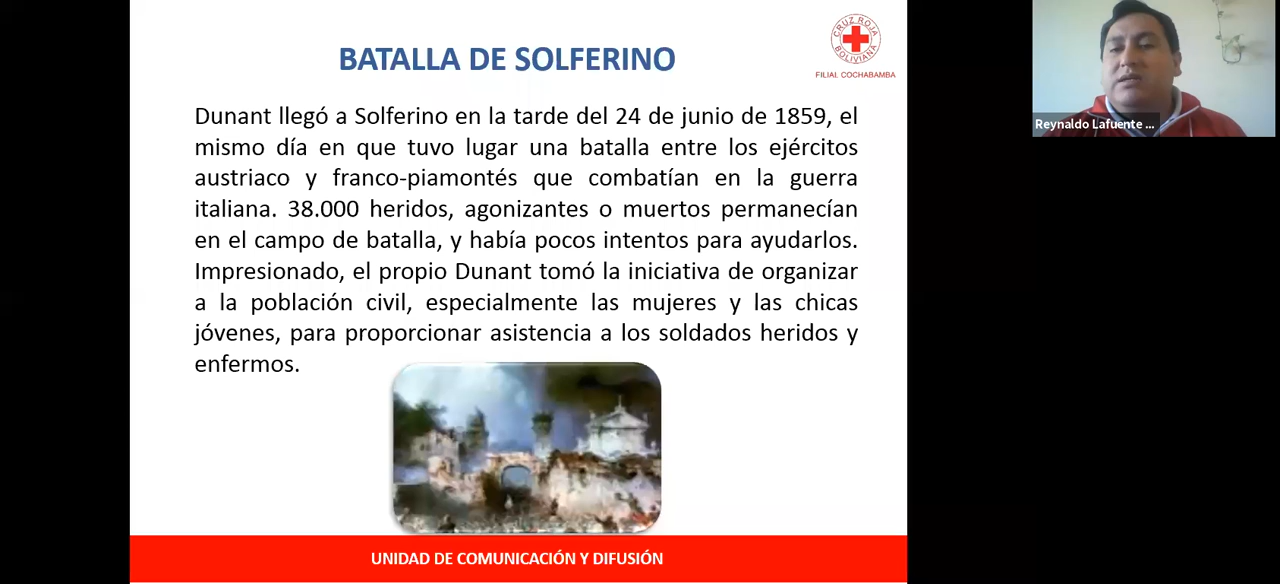 BATALLA DE SOLFERINO
CRUZ ROJA
BOLIVIANA
FILIAL COCHABAMBA
Dunant llegó a Solferino en la tarde del 24 de junio de 1859, el
mismo día en que tuvo lugar una batalla entre los ejércitos
austriaco y franco-piamontés que combatían en la guerra
italiana. 38.000 heridos, agonizantes o muertos permanecían
en el campo de batalla, y había pocos intentos para ayudarlos.
Impresionado, el propio Dunant tomó la iniciativa de organizar
a la población civil, especialmente las mujeres y las chicas
jóvenes, para proporcionar asistencia a los soldados heridos y
enfermos.
UNIDAD DE COMUNICACIÓN Y DIFUSIÓN
Reynaldo Lafuente ...